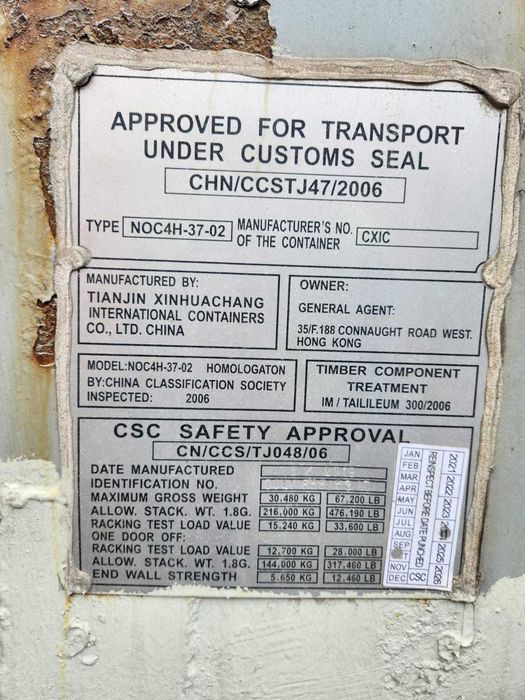 APPROVED FOR TRANSPORT
UNDER CUSTOMS SEAL
CHN/CCSTJ47/2006
TYPE NOC4H-37-02
MANUFACTURER'S NO.
OF THE CONTAINER
CXIC
MANUFACTURED BY:
TIANJIN XINHUACHANG
INTERNATIONAL CONTAINERS
CO., LTD. CHINA
OWNER:
GENERAL AGENT:
35/F.188 CONNAUGHT ROAD WEST.
HONG KONG
MODEL:NOC4H-37-02 HOMOLOGATON
BY:CHINA CLASSIFICATION SOCIETY
INSPECTED: 2006
TIMBER COMPONENT
TREATMENT
IM / TAILILEUM 300/2006
CSC SAFETY APPROVAL
CN/CCS/TJ048/06
DATE MANUFACTURED
IDENTIFICATION NO.
MAXIMUM GROSS WEIGHT 30.480 KG 67,200 LB
ALLOW. STACK. WT. 1.8G. 216.000 KG 476.190 LB
RACKING TEST LOAD VALUE 15.240 KG 33.600 LB
ONE DOOR OFF:
RACKING TEST LOAD VALUE 12,700 KG 28.000 LB
ALLOW. STACK. WT. 1.8G. 144,000 KG 317.460 LB
END WALL STRENGTH 5.650 KG 12.460 LB
JAN
FEB
MAR
APR
MAY
JUN
JUL
AUG
SEP
NOV
DEC
CSC
REINSPECT BEFORE DATE PUNCHED
2021 2022 2023 2025 2026